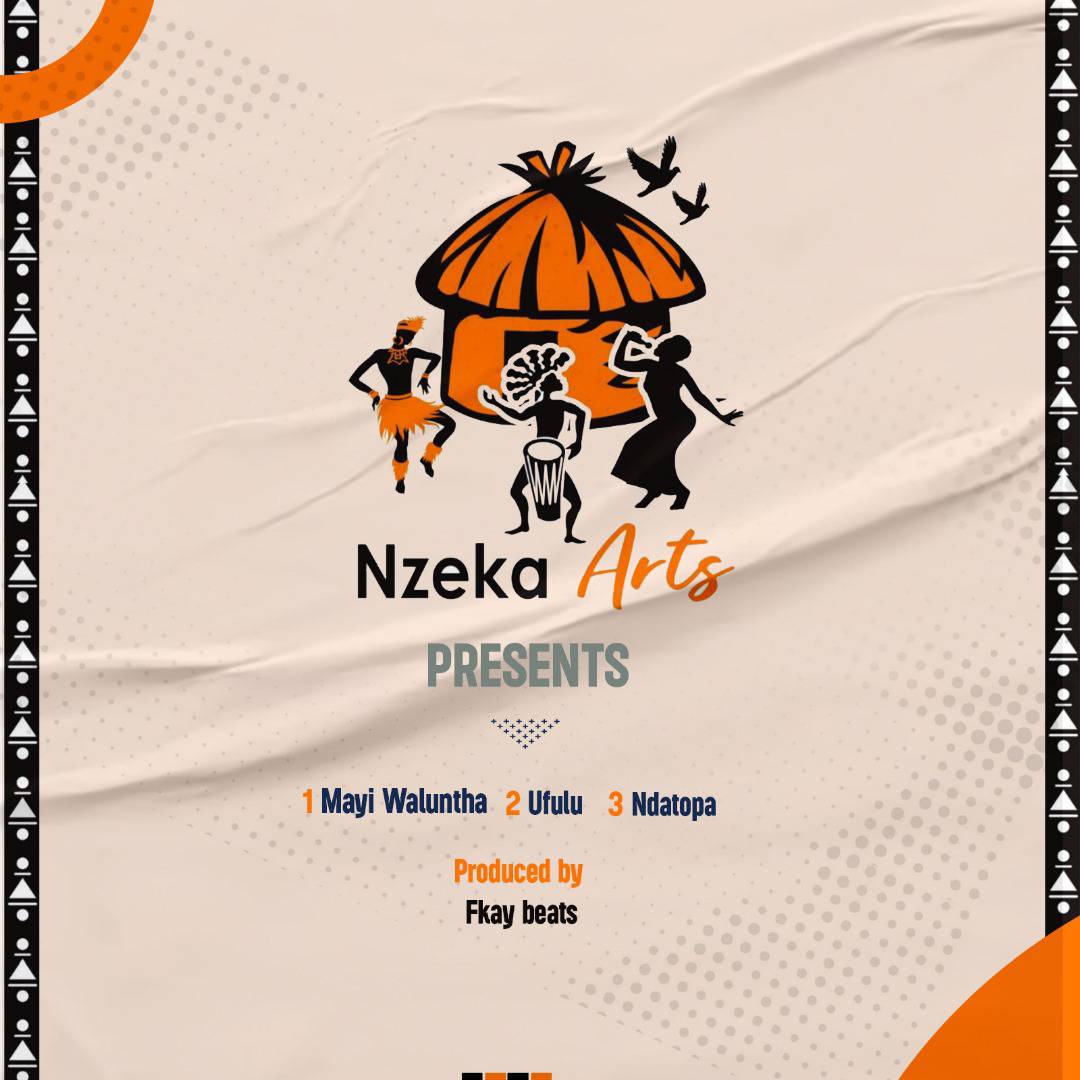 Nzeka Arts
PRESENTS
1 Mayi Waluntha 2 Ufulu 3 Ndatopa
Produced by
Fkay beats